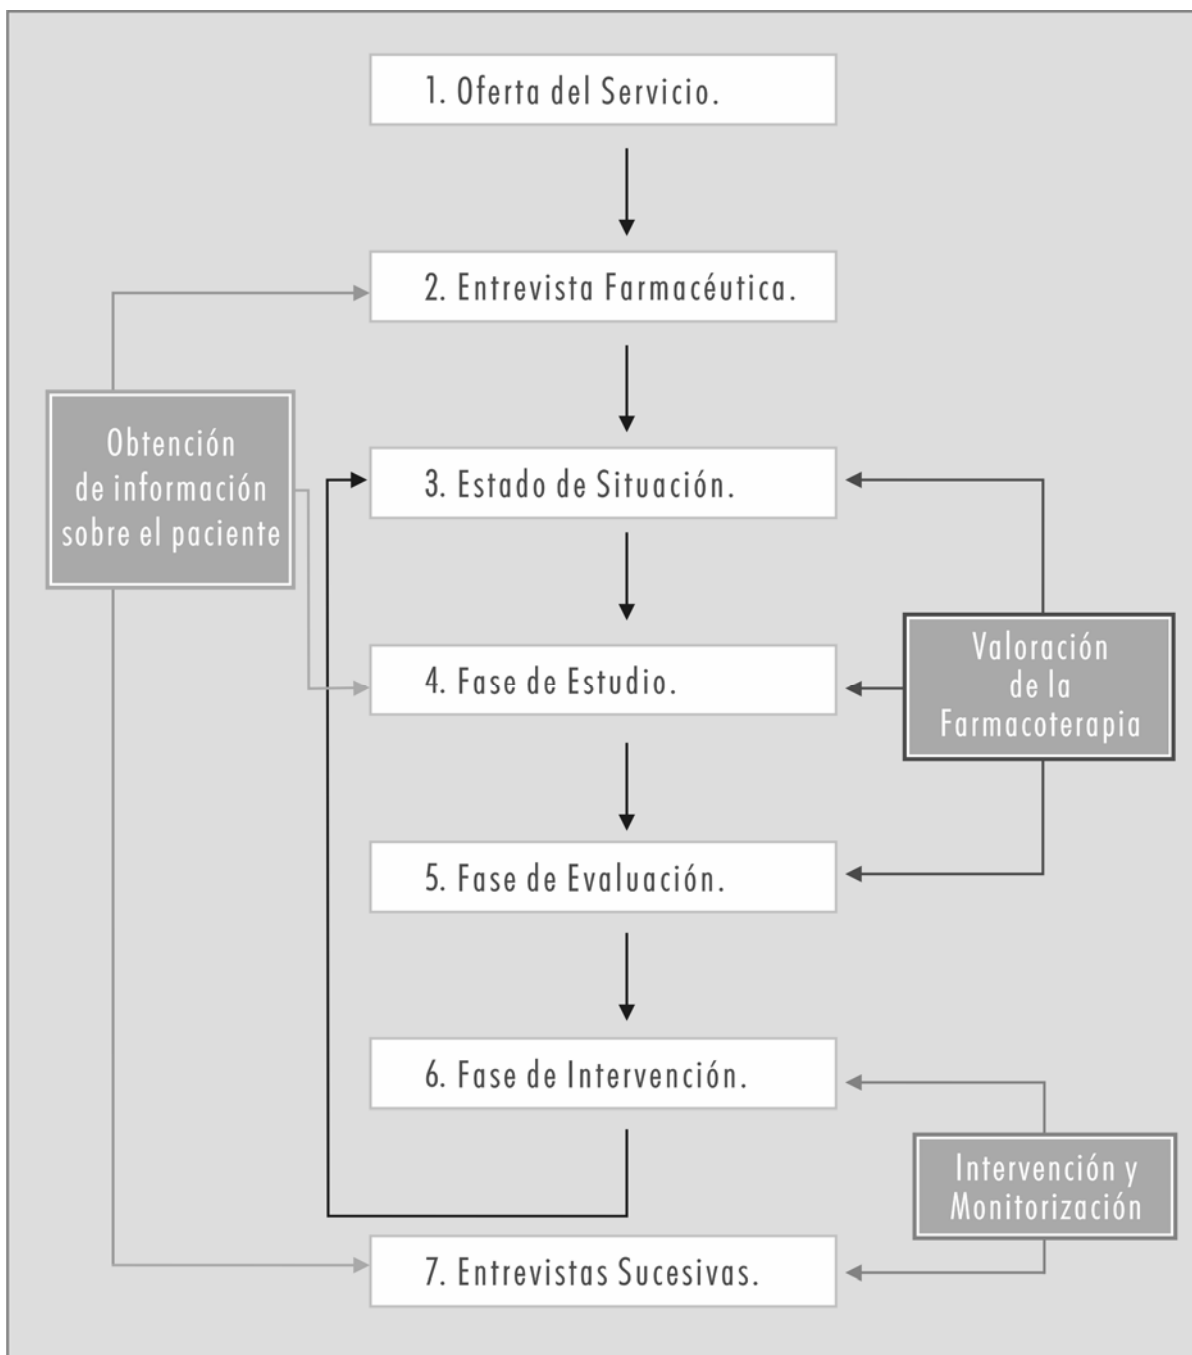 1. Oferta del Servicio.
2. Entrevista Farmacéutica.
Obtención
de información
sobre el paciente
3. Estado de Situación.
4. Fase de Estudio.
Valoración
de la
Farmacoterapia
5. Fase de Evaluación.
6. Fase de Intervención.
Intervención y
Monitorización
7. Entrevistas Sucesivas.